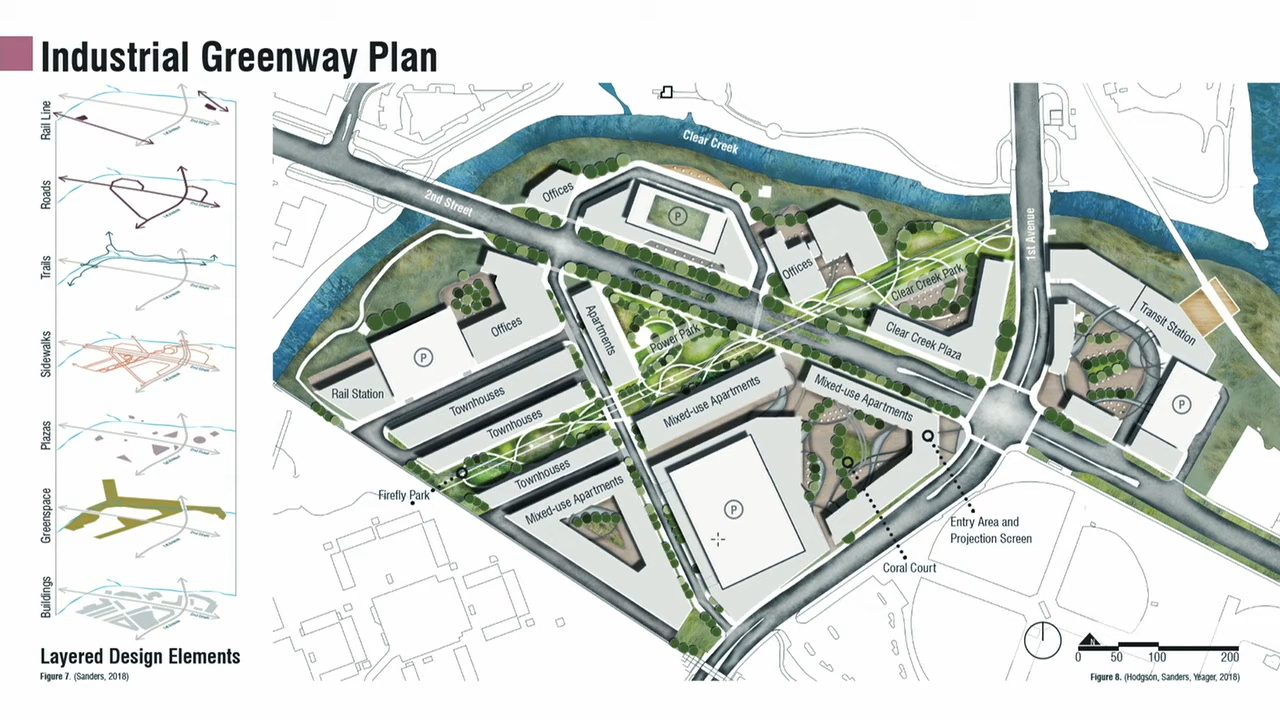 Industrial Greenway Plan
Rail Line
Roads
Trails
Sidewalks
Plazas
Greenspace
Buildings
Layered Design Elements
Figure 7. (Sanders, 2018)
Clear Creek
2nd Street
1st Avenue
Offices
P
Offices
Clear Creek Park
Clear Creek Plaza
Transit Station
P
Offices
P
Rail Station
Apartments
Power Park
Townhouses
Townhouses
Townhouses
Mixed-use Apartments
Mixed-use Apartments
Mixed-use Apartments
P
Firefly Park
Entry Area and
Projection Screen
Coral Court
N
0 50 100 200
Figure 8. (Hodgson, Sanders, Yeager, 2018)